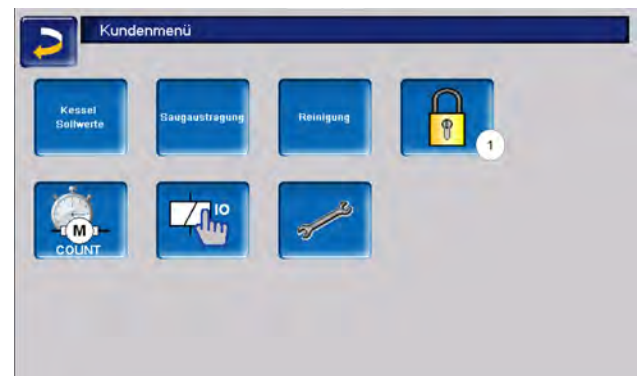 Kundenmenü
Kessel
Sollwerte
Saugaustragung
Reinigung
1
M
COUNT
IO